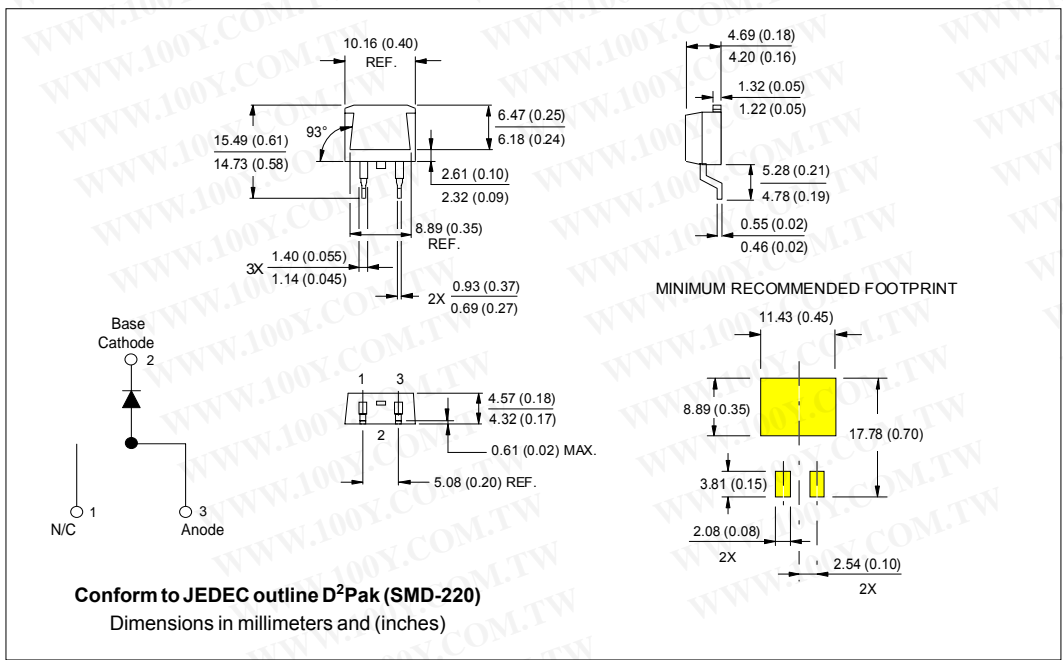 10.16 (0.40)
REF.
15.49 (0.61)
14.73 (0.58)
93°
6.47 (0.25)
6.18 (0.24)
2.61 (0.10)
2.32 (0.09)
8.89 (0.35)
REF.
3X
1.40 (0.055)
1.14 (0.045)
2X
0.93 (0.37)
0.69 (0.27)
4.69 (0.18)
4.20 (0.16)
1.32 (0.05)
1.22 (0.05)
5.28 (0.21)
4.78 (0.19)
0.55 (0.02)
0.46 (0.02)
MINIMUM RECOMMENDED FOOTPRINT
11.43 (0.45)
8.89 (0.35)
17.78 (0.70)
3.81 (0.15)
2.08 (0.08)
2X
2.54 (0.10)
2X
Base
Cathode
2
1
N/C
3
Anode
1 3
2
4.57 (0.18)
4.32 (0.17)
0.61 (0.02) MAX.
5.08 (0.20) REF.
Conform to JEDEC outline D²Pak (SMD-220)
Dimensions in millimeters and (inches)
WWW.100Y.COM.TW